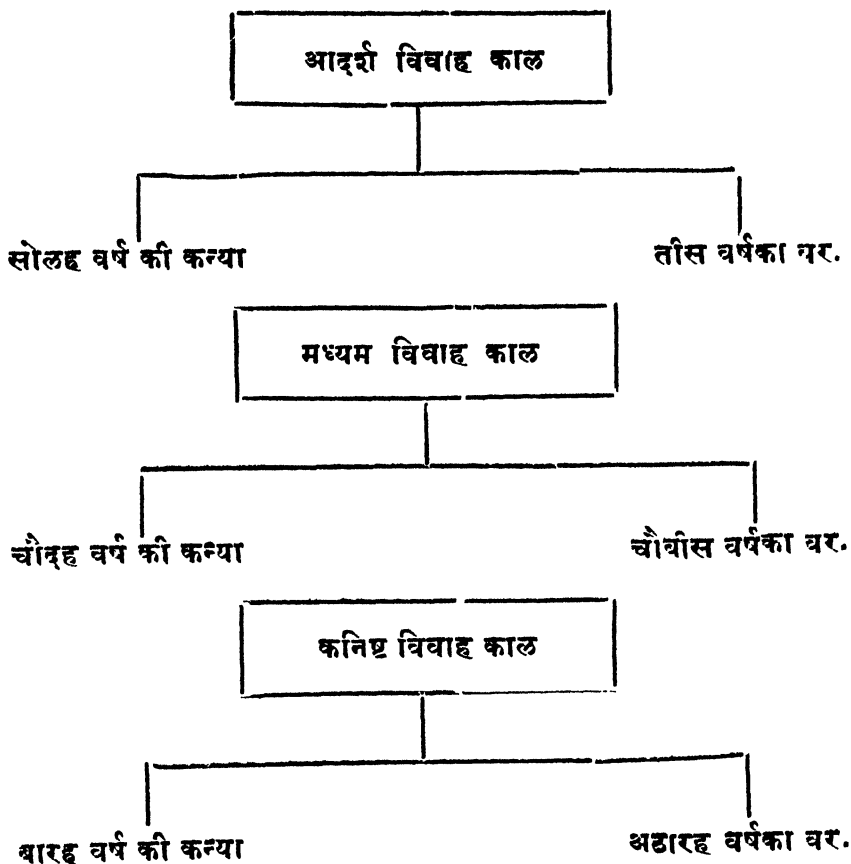 आदर्श विवाह काल
सोलह वर्ष की कन्या तीस वर्षका वर.
मध्यम विवाह काल
चौदह वर्ष की कन्या चौबीस वर्षका वर.
कनिष्ट विवाह काल
बारह वर्ष की कन्या अठारह वर्षका वर.